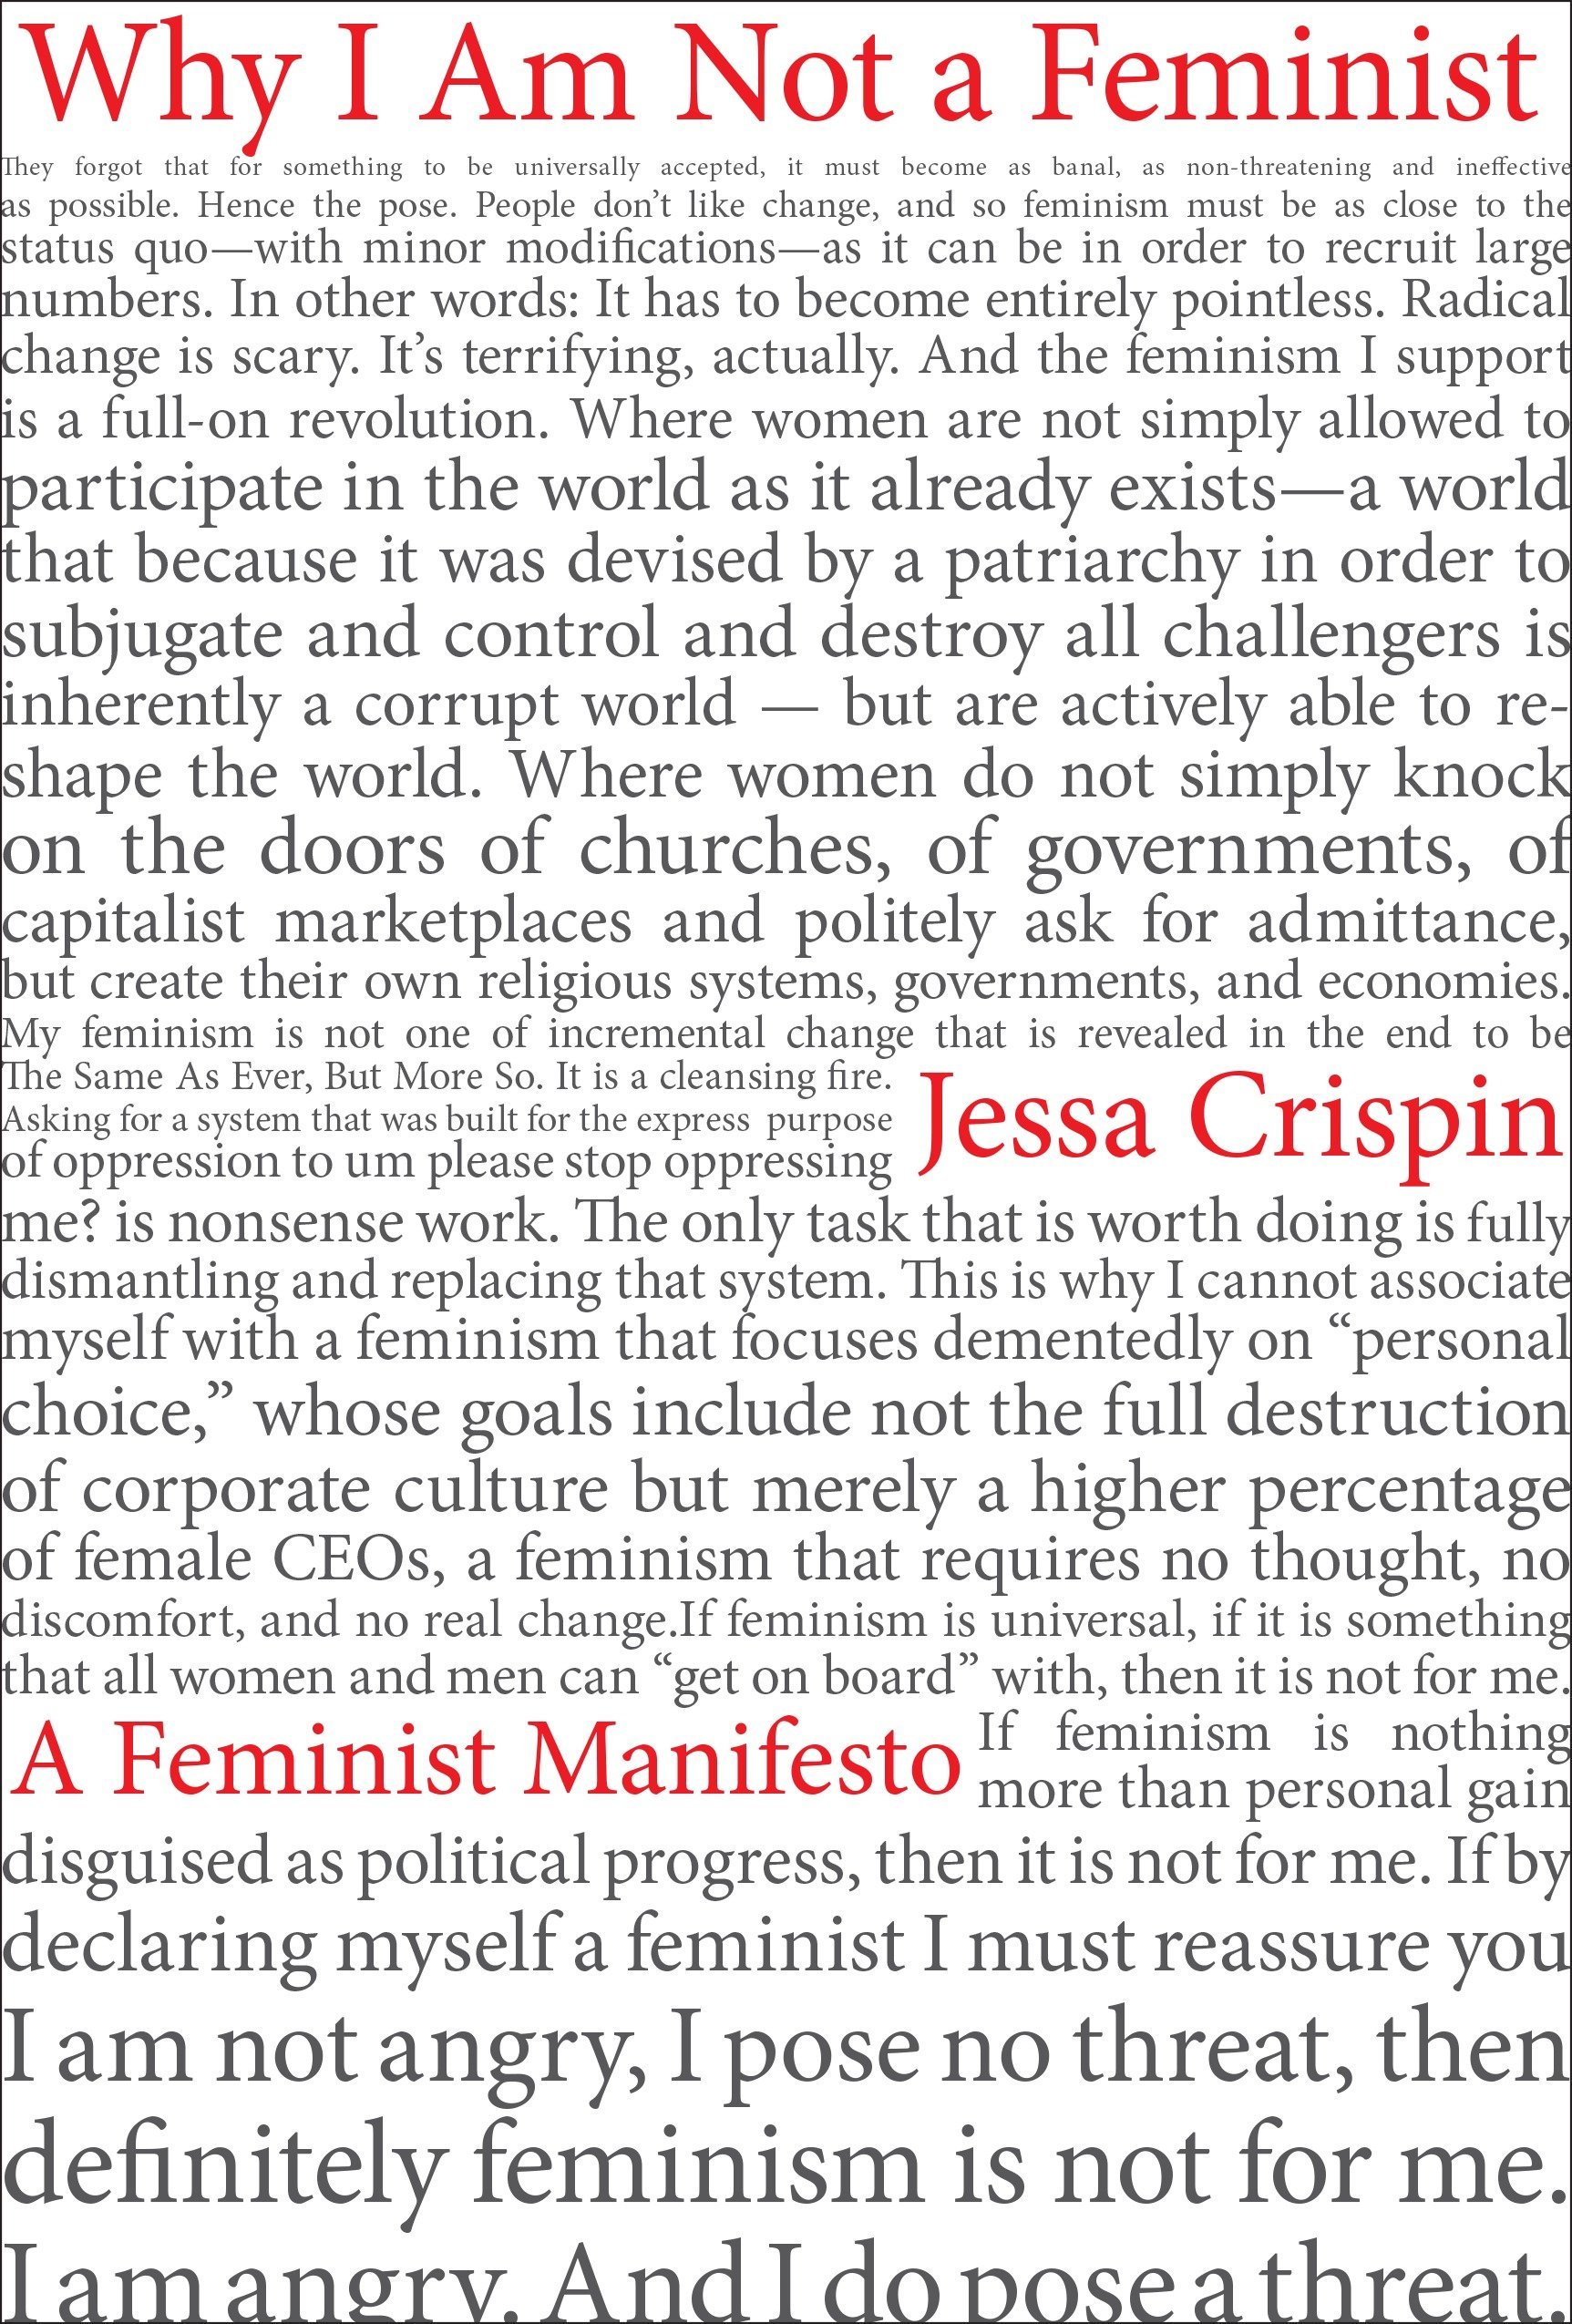 Why I Am Not a Feminist
They forgot that for something to be universally accepted, it must become as banal, as non-threatening and ineffective
as possible. Hence the pose. People don’t like change, and so feminism must be as close to the
status quo—with minor modifications—as it can be in order to recruit large
numbers. In other words: It has to become entirely pointless. Radical
change is scary. It’s terrifying, actually. And the feminism I support
is a full-on revolution. Where women are not simply allowed to
participate in the world as it already exists—a world
that because it was devised by a patriarchy in order to
subjugate and control and destroy all challengers is
inherently a corrupt world — but are actively able to re-
shape the world. Where women do not simply knock
on the doors of churches, of governments, of
capitalist marketplaces and politely ask for admittance,
but create their own religious systems, governments, and economies.
My feminism is not one of incremental change that is revealed in the end to be
The Same As Ever, But More So. It is a cleansing fire.
Asking for a system that was built for the express purpose
of oppression to um please stop oppressing
Jessa Crispin
me? is nonsense work. The only task that is worth doing is fully
dismantling and replacing that system. This is why I cannot associate
myself with a feminism that focuses dementedly on “personal
choice,” whose goals include not the full destruction
of corporate culture but merely a higher percentage
of female CEOs, a feminism that requires no thought, no
discomfort, and no real change.If feminism is universal, if it is something
that all women and men can “get on board” with, then it is not for me.
A Feminist Manifesto
If feminism is nothing
more than personal gain
disguised as political progress, then it is not for me. If by
declaring myself a feminist I must reassure you
I am not angry, I pose no threat, then
definitely feminism is not for me.
I am angry. And I do pose a threat.